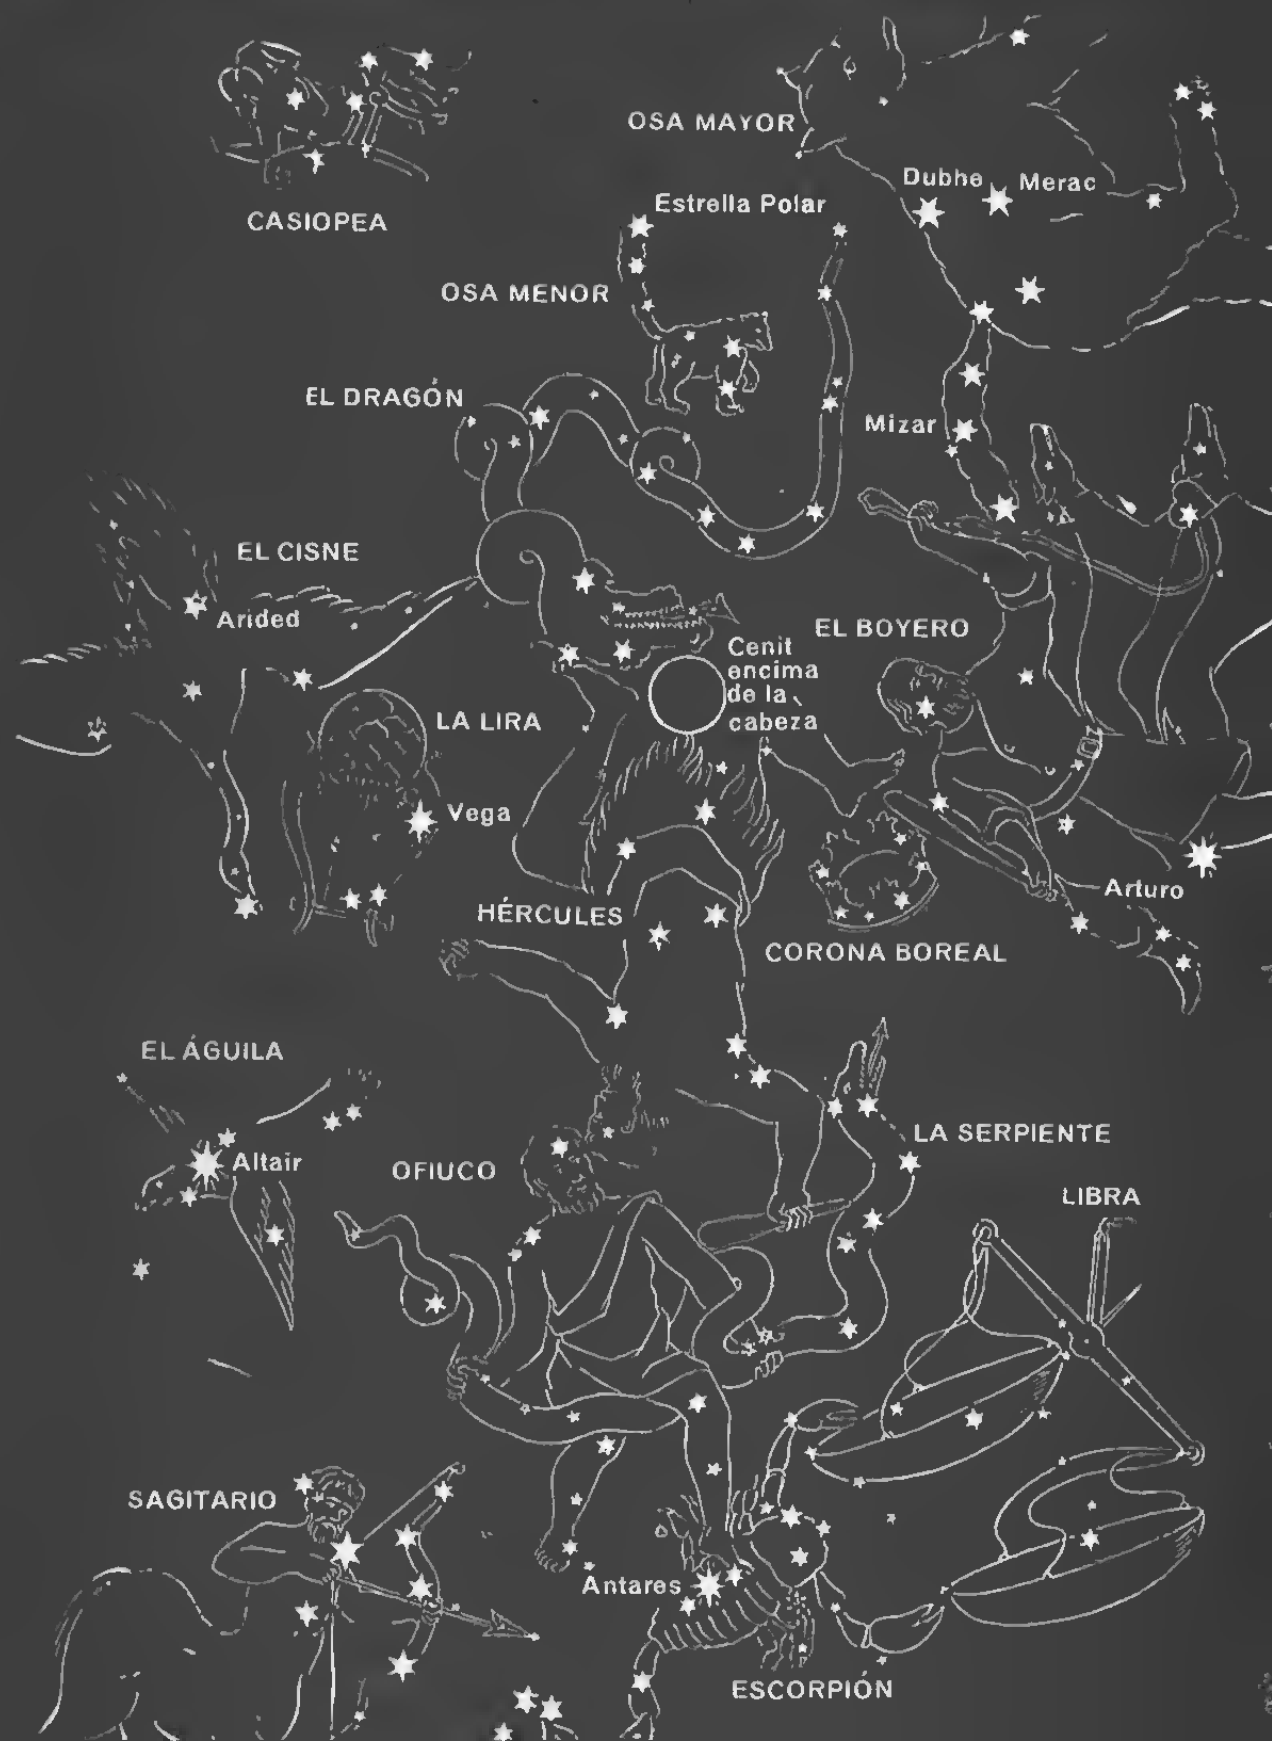 OSA MAYOR
Dubhe Merac
Estrella Polar
CASIOPEA
OSA MENOR
EL DRAGÓN
Mizar
EL CISNE
Arided
EL BOYERO
Cenit
encima
de la
cabeza
LA LIRA
Vega
Arturo
HÉRCULES
CORONA BOREAL
EL ÁGUILA
LA SERPIENTE
Altair
OFIUCO
LIBRA
SAGITARIO
Antares
ESCORPIÓN